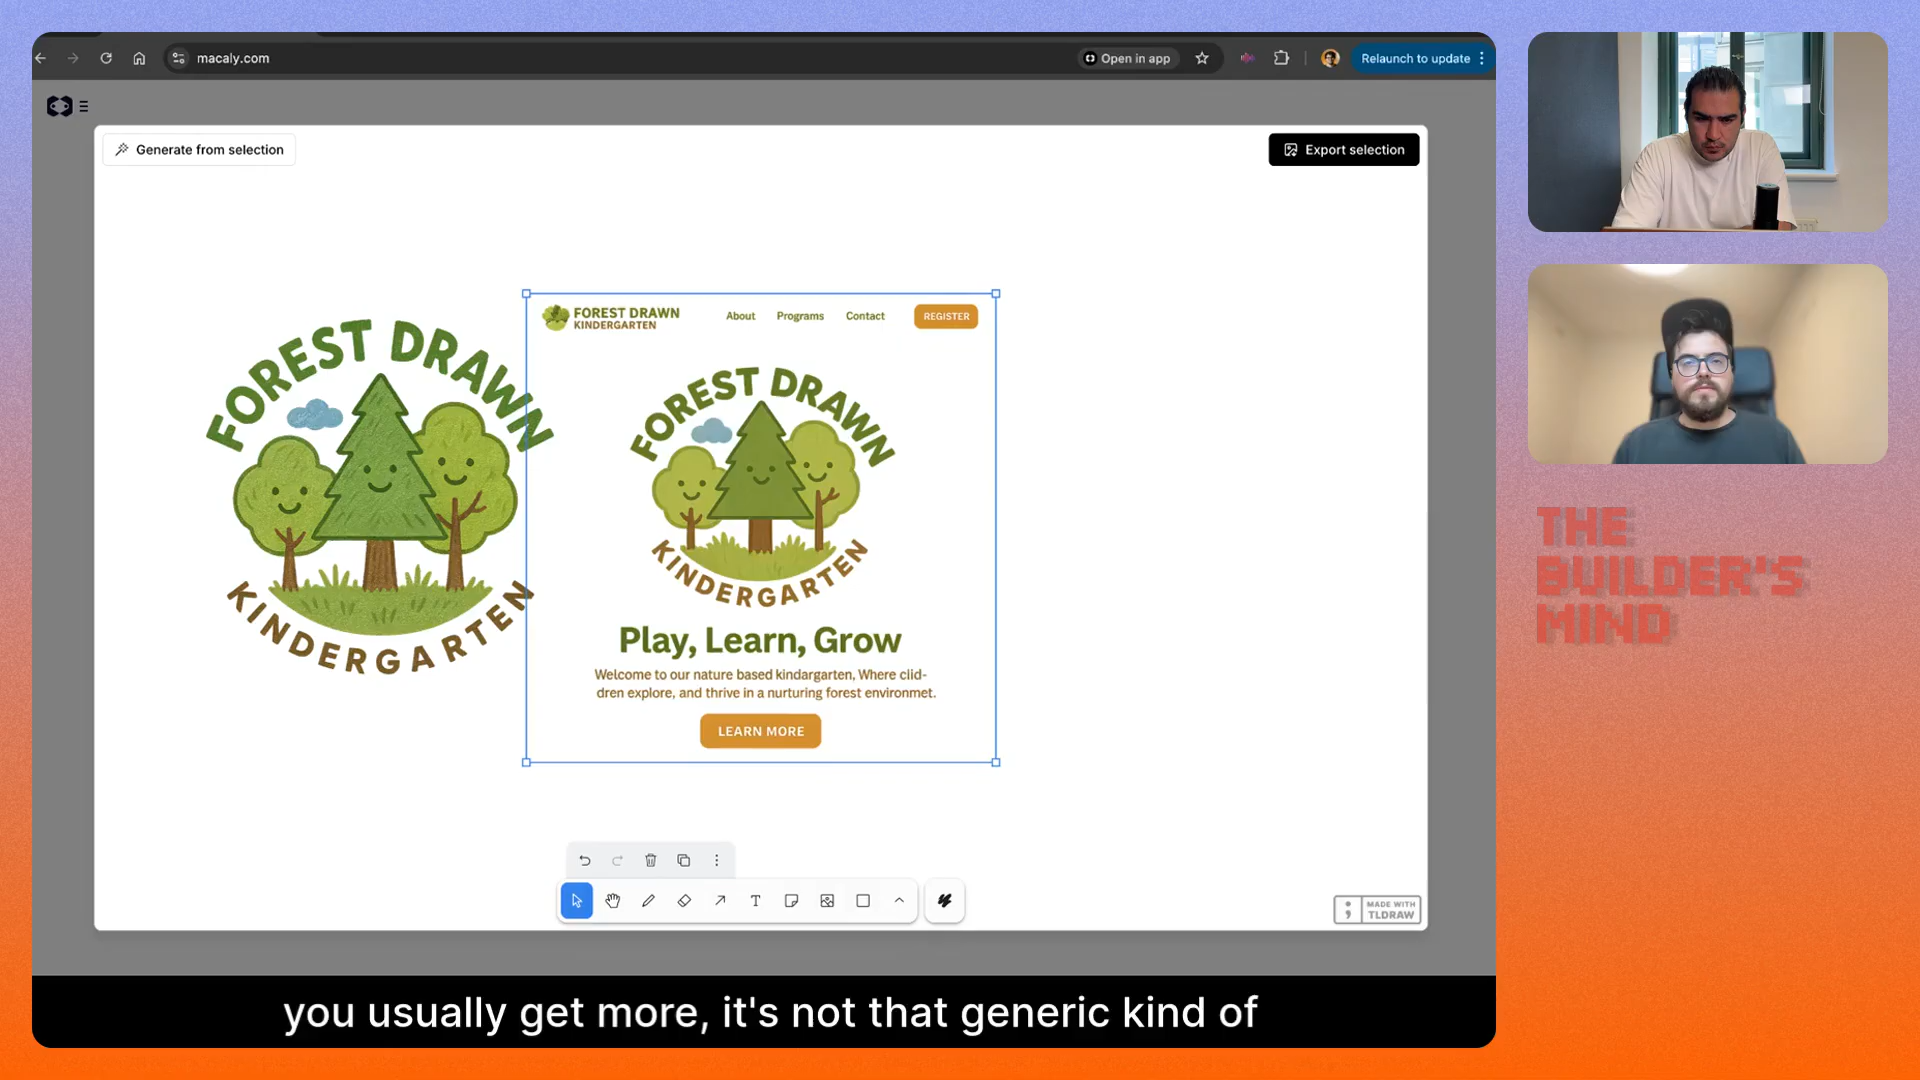 macaly.com
Open in app
Relaunch to update
Generate from selection
Export selection
FOREST DRAWN
KINDERGARTEN
FOREST DRAWN
KINDERGARTEN
About
Programs
Contact
REGISTER
FOREST DRAWN
KINDERGARTEN
Play, Learn, Grow
Welcome to our nature based kindargarten, Where clid-
dren explore, and thrive in a nurturing forest environmet.
LEARN MORE
MADE WITH
TLDRAW
THE
BUILDER'S
MIND
you usually get more, it's not that generic kind of